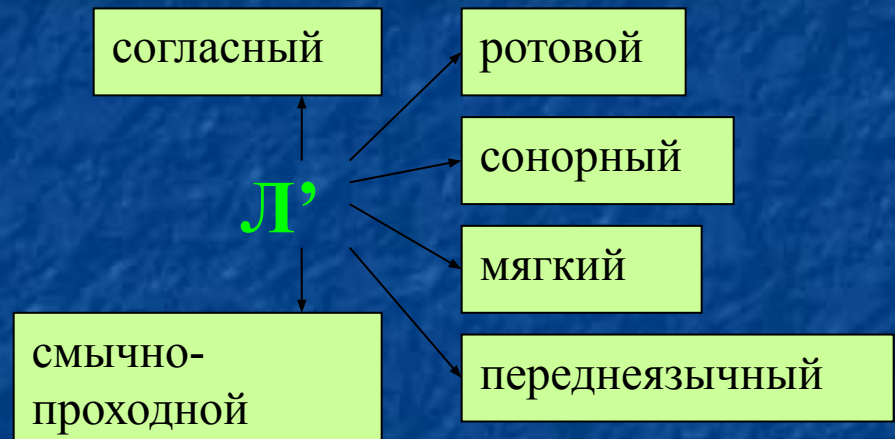 согласный
ротовой
сонорный
Л’
мягкий
смычно-
проходной
переднеязычный